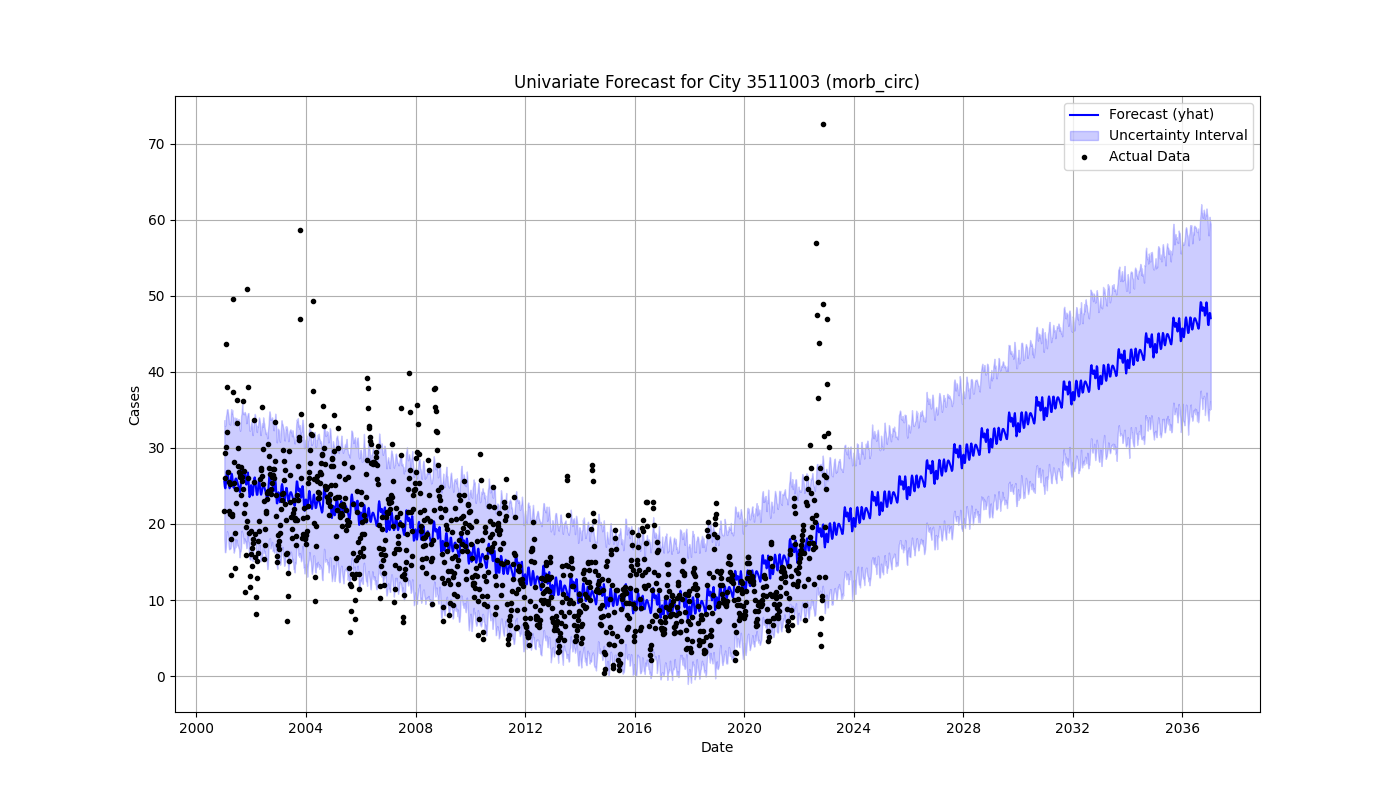 Univariate Forecast for City 3511003 (morb_circ)
Forecast (yhat)
Uncertainty Interval
Actual Data
Cases
70
60
50
40
30
20
10
0
2000 2004 2008 2012 2016 2020 2024 2028 2032 2036
Date